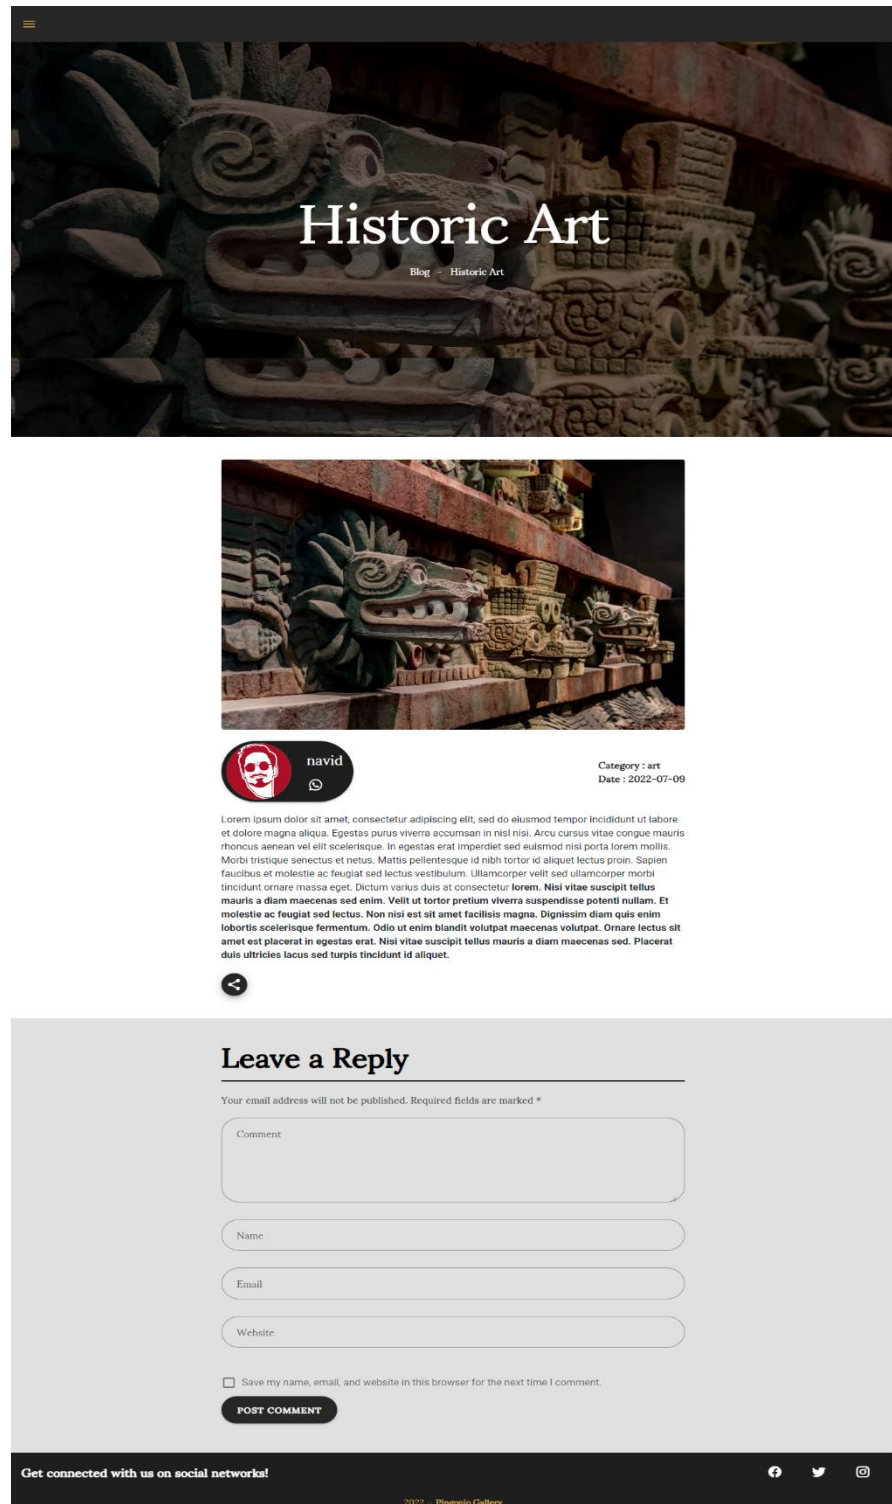 Historic Art
Blog - Historic Art
navid
Category : art
Date : 2022-07-09
Lorem ipsum dolor sit amet, consectetur adipiscing elit, sed do eiusmod tempor incididunt ut labore
et dolore magna aliqua. Egestas purus viverra accumsan in nisl nisi. Arcu cursus vitae congue mauris
rhoncus aenean vel elit scelerisque. In egestas erat imperdiet sed euismod nisi porta lorem mollis.
Morbi tristique senectus et netus. Mattis pellentesque id nibh tortor id aliquet lectus proin. Sapien
faucibus et molestie ac feugiat sed lectus vestibulum. Ullamcorper velit sed ullamcorper morbi
tincidunt ornare massa eget. Dictum varius duis at consectetur lorem. Nisi vitae suscipit tellus
mauris a diam maecenas sed enim. Velit ut tortor pretium viverra suspendisse potenti nullam. Et
molestie ac feugiat sed lectus. Non nisi est sit amet facilisis magna. Dignissim diam quis enim
lobortis scelerisque fermentum. Odio ut enim blandit volutpat maecenas volutpat. Ornare lectus sit
amet est placerat in egestas erat. Nisi vitae suscipit tellus mauris a diam maecenas sed. Placerat
duis ultricies lacus sed turpis tincidunt id aliquet.
Leave a Reply
Your email address will not be published. Required fields are marked *
Comment
Name
Email
Website
Save my name, email, and website in this browser for the next time I comment.
POST COMMENT
Get connected with us on social networks!
2022 – Gallery